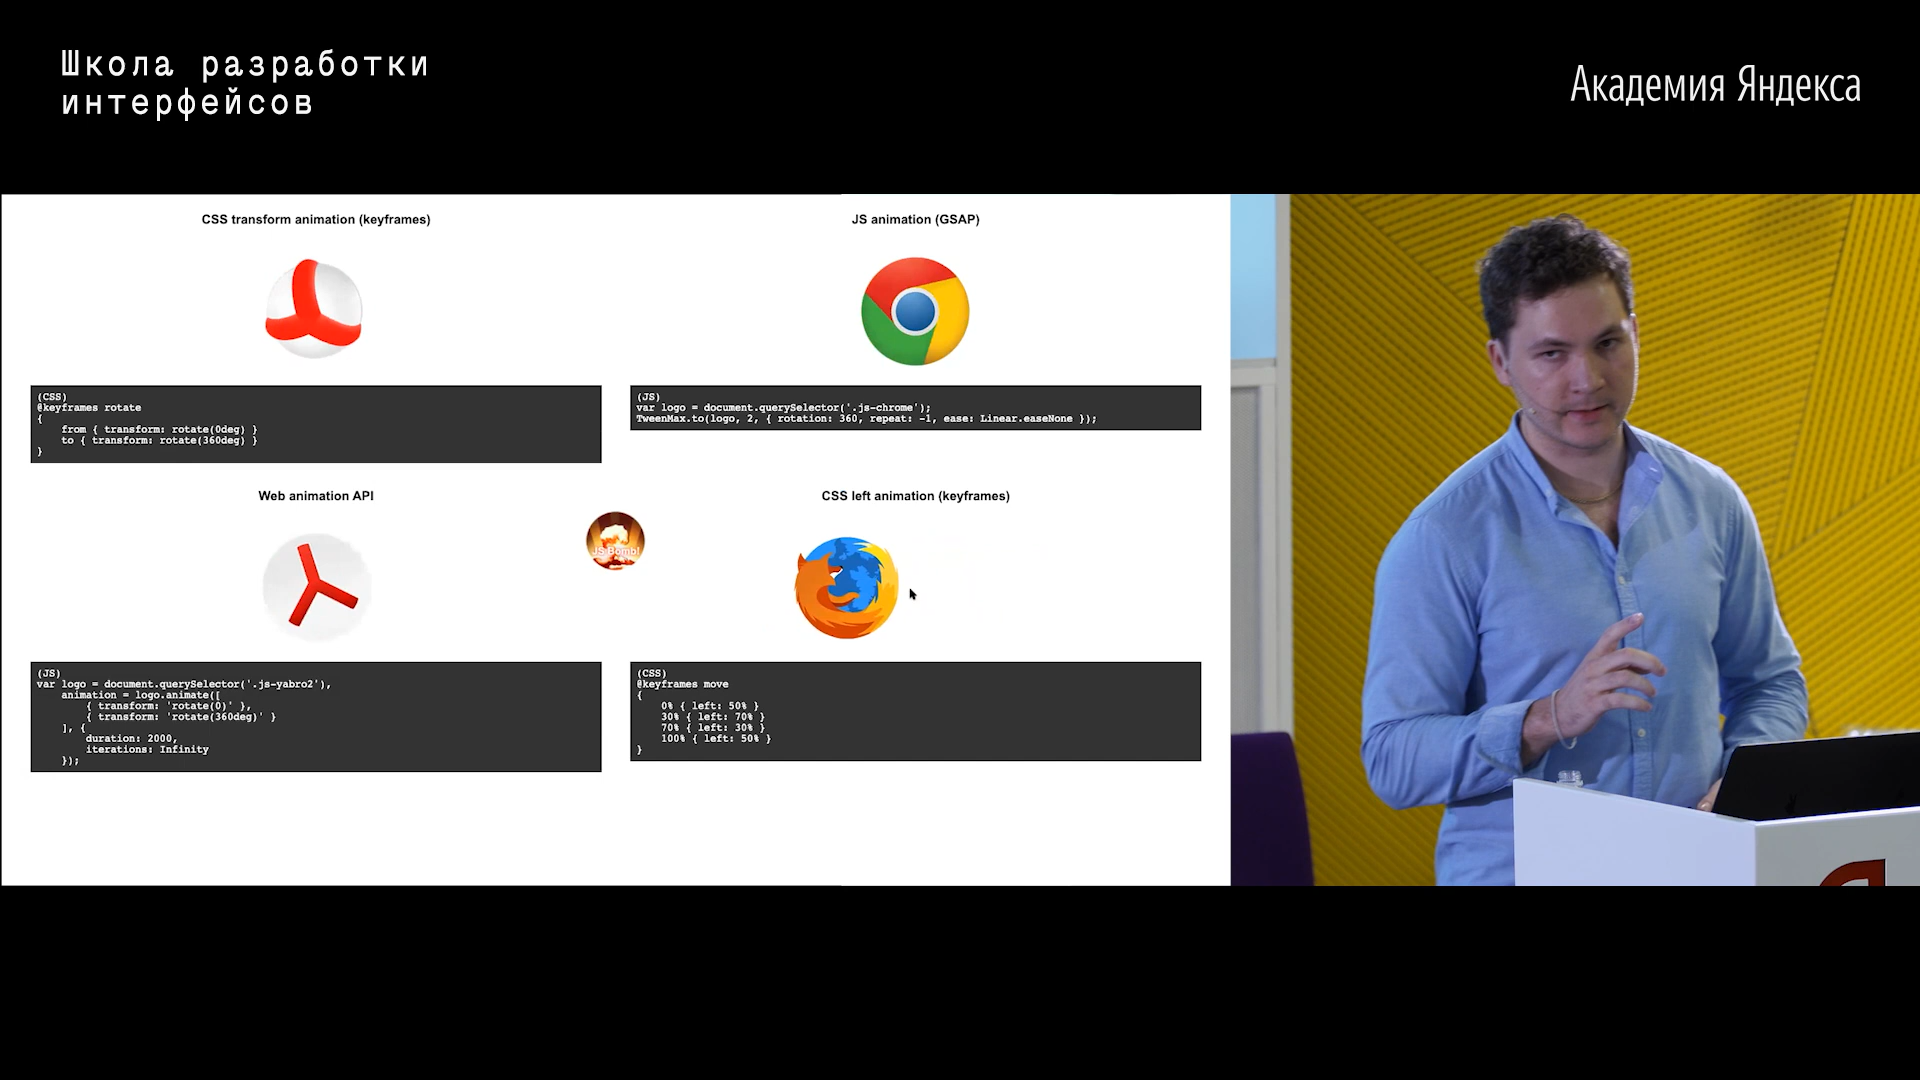 Школа разработки
интерфейсов
Академия Яндекса
CSS transform animation (keyframes)
(CSS)
@keyframes rotate
{
from { transform: rotate(0deg) }
to { transform: rotate(360deg) }
}
JS animation (GSAP)
(JS)
var logo = document.querySelector('.js-chrome');
TweenMax.to(logo, 2, { rotation: 360, repeat: -1, ease: Linear.easeNone });
Web animation API
(JS)
var logo = document.querySelector('.js-yabro2'),
animation = logo.animate([
{ transform: 'rotate(0)' },
{ transform: 'rotate(360deg)' }
], {
duration: 2000,
iterations: Infinity
});
JS Bomb!
CSS left animation (keyframes)
(CSS)
@keyframes move
{
0% { left: 50% }
30% { left: 70% }
70% { left: 30% }
100% { left: 50% }
}